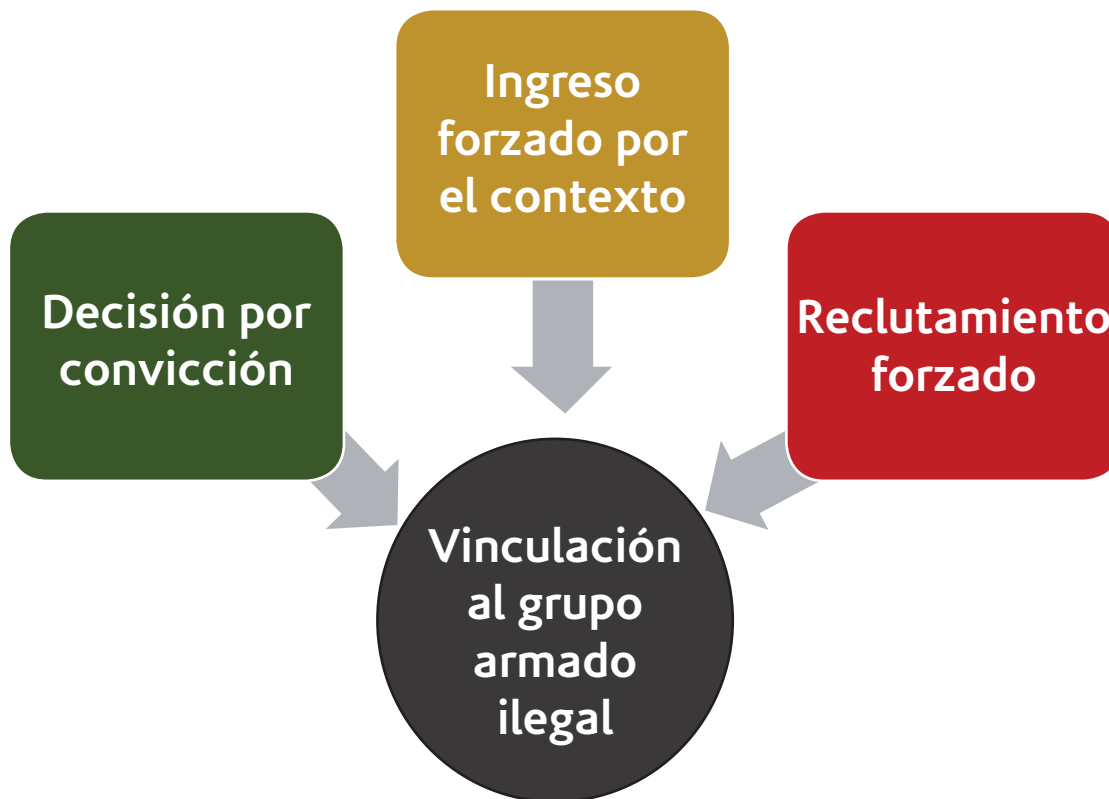 Ingreso
forzado por
el contexto
Decisión por
convicción
Reclutamiento
forzado
Vinculación
al grupo
armado
ilegal